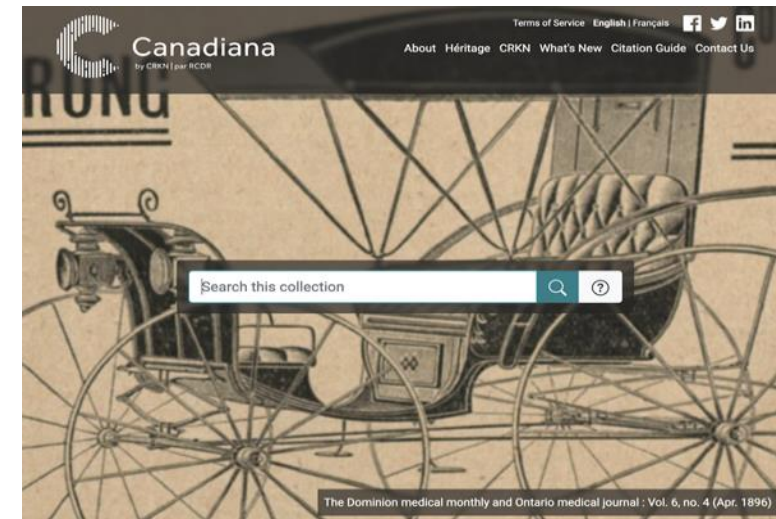 Terms of Service English | Français
Canadiana
by CRKN | par RCDR
About Héritage CRKN What's New Citation Guide Contact Us
RUNG
Search this collection
The Dominion medical monthly and Ontario medical journal : Vol. 6, no. 4 (Apr. 1896)